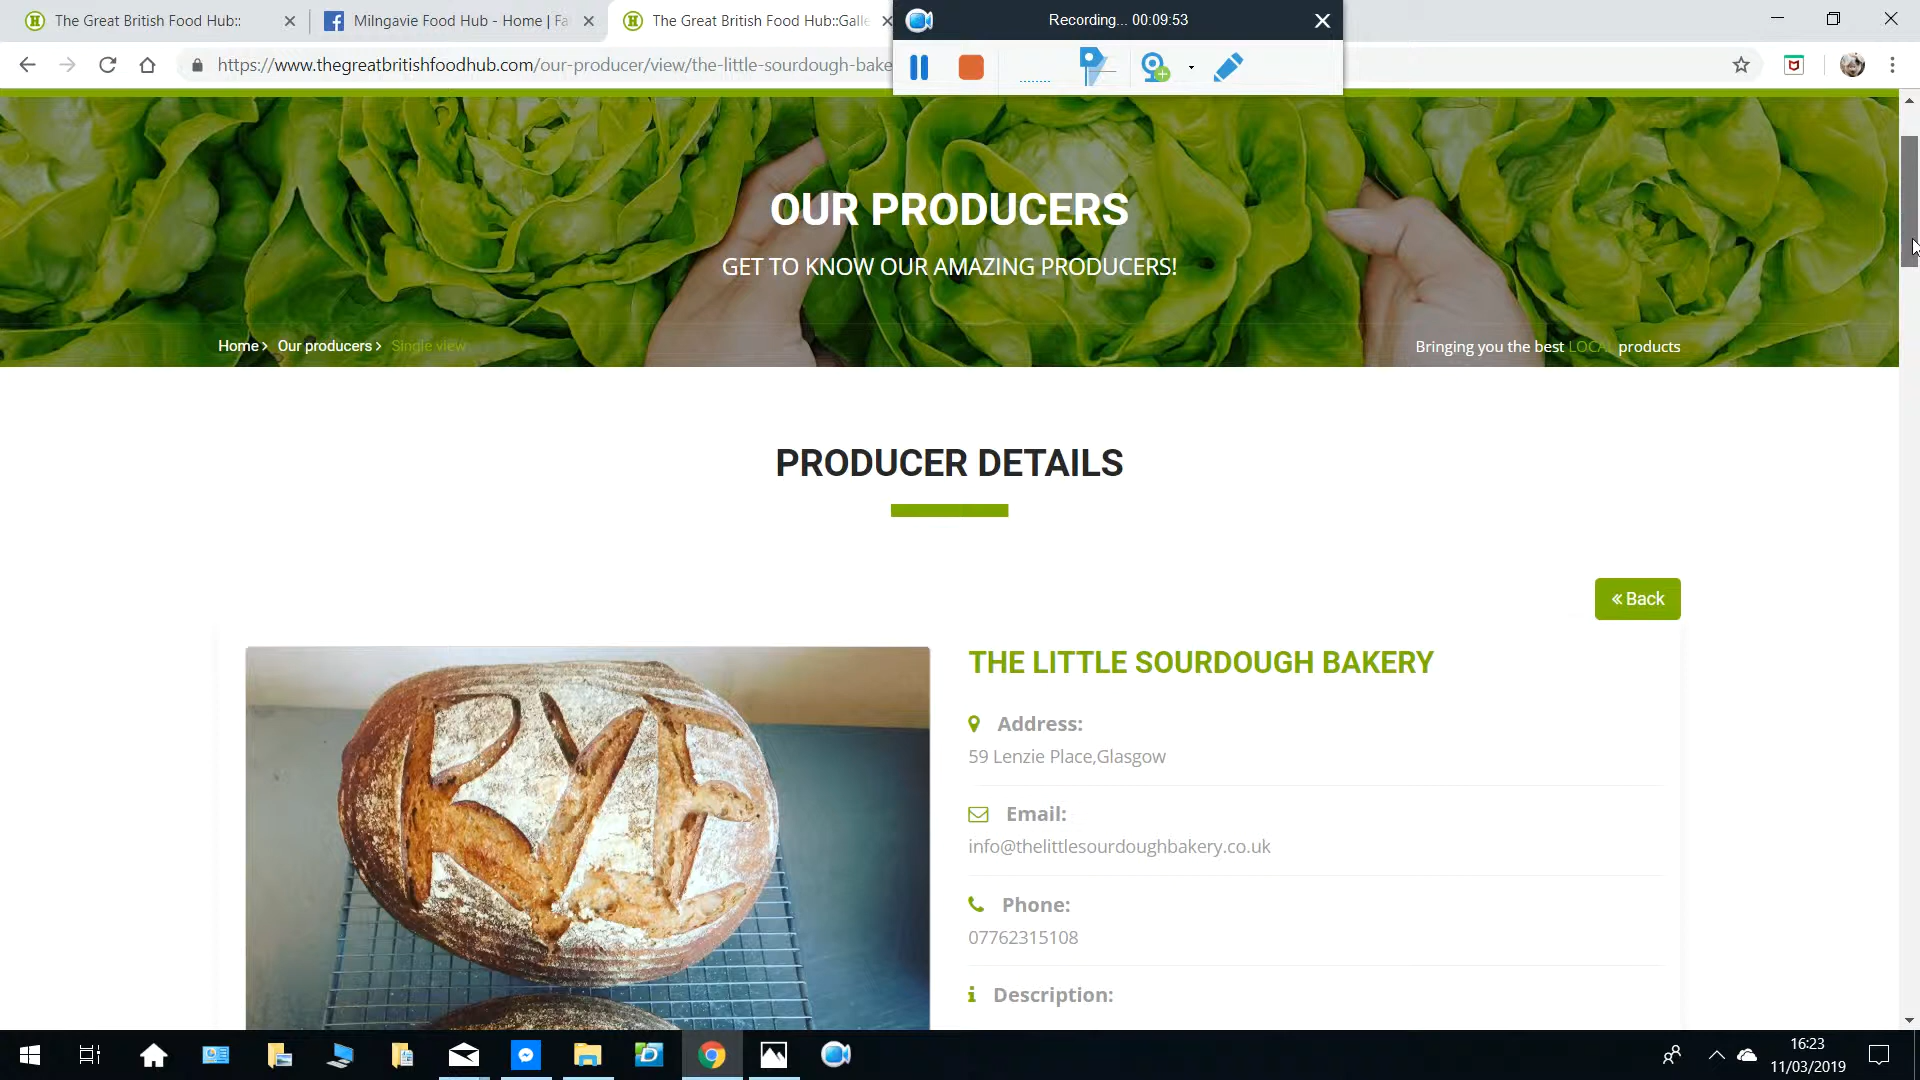 The Great British Food Hub::
Milngavie Food Hub - Home | Fa
The Great British Food Hub::Galle
Recording... 00:09:53
https://www.thegreatbritishfoodhub.com/our-producer/view/the-little-sourdough-bake
OUR PRODUCERS
GET TO KNOW OUR AMAZING PRODUCERS!
Home > Our producers > Single view
Bringing you the best LOCAL products
PRODUCER DETAILS
« Back
THE LITTLE SOURDOUGH BAKERY
Address:
59 Lenzie Place,Glasgow
Email:
info@thelittlesourdoughbakery.co.uk
Phone:
07762315108
Description:
RYE
16:23
11/03/2019